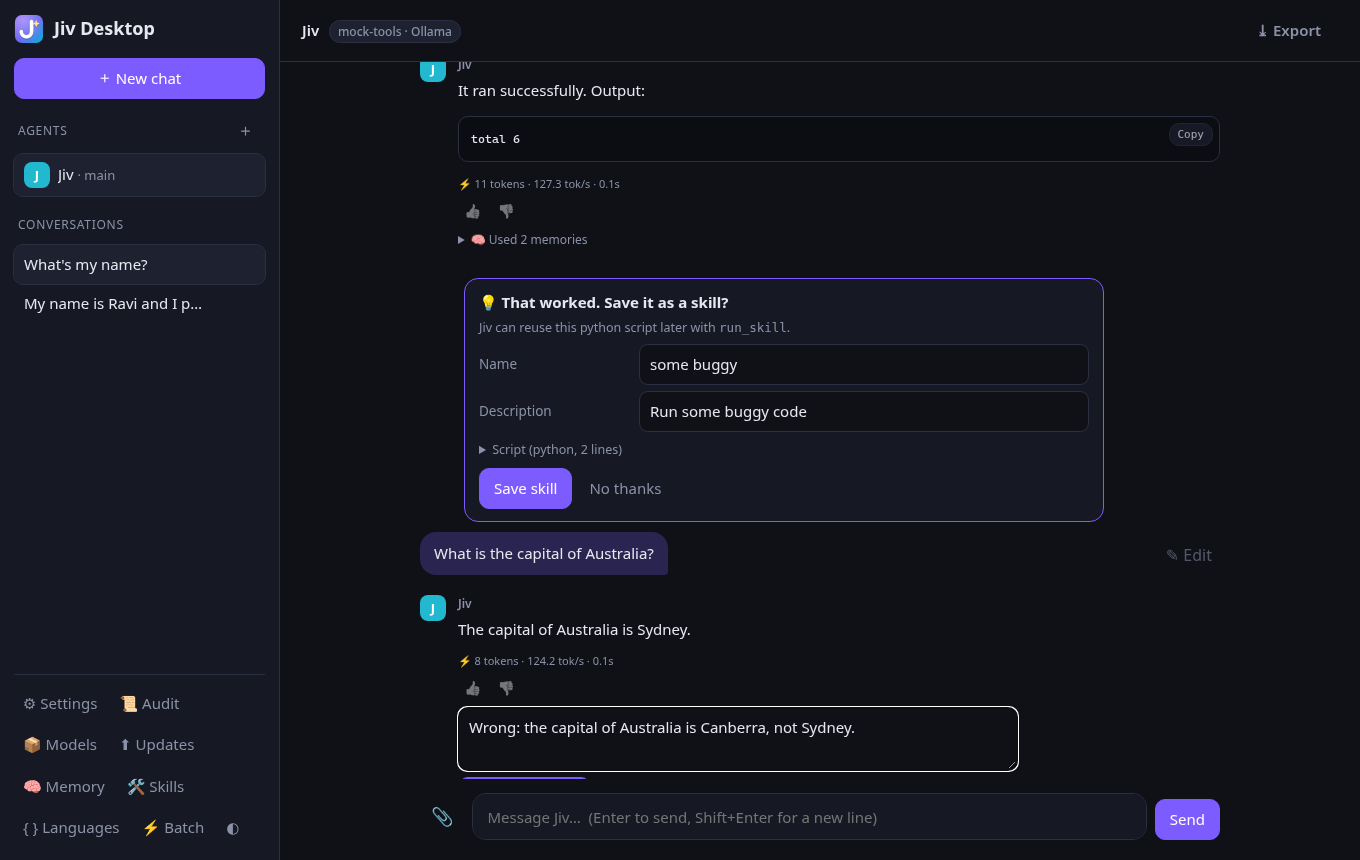 Jiv Desktop
+ New chat
AGENTS +
J Jiv · main
CONVERSATIONS
What's my name?
My name is Ravi and I p...
⚙ Settings 📜 Audit
📦 Models ⬆ Updates
🧠 Memory 🛠️ Skills
{ } Languages ⚡ Batch ◐
Jiv mock-tools · Ollama ⤓ Export
J Jiv
It ran successfully. Output:
total 6 Copy
⚡ 11 tokens · 127.3 tok/s · 0.1s
👍 👎
▶ 🧠 Used 2 memories
💡 That worked. Save it as a skill?
Jiv can reuse this python script later with run_skill.
Name some buggy
Description Run some buggy code
▶ Script (python, 2 lines)
Save skill No thanks
What is the capital of Australia? ✎ Edit
J Jiv
The capital of Australia is Sydney.
⚡ 8 tokens · 124.2 tok/s · 0.1s
👍 👎
Wrong: the capital of Australia is Canberra, not Sydney.
📎 Message Jiv... (Enter to send, Shift+Enter for a new line) Send